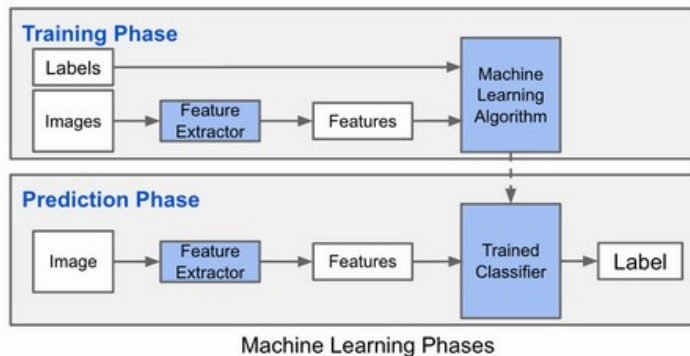 Training Phase
Labels
Images
Feature
Extractor
Features
Machine
Learning
Algorithm
Prediction Phase
Image
Feature
Extractor
Features
Trained
Classifier
Label
Machine Learning Phases